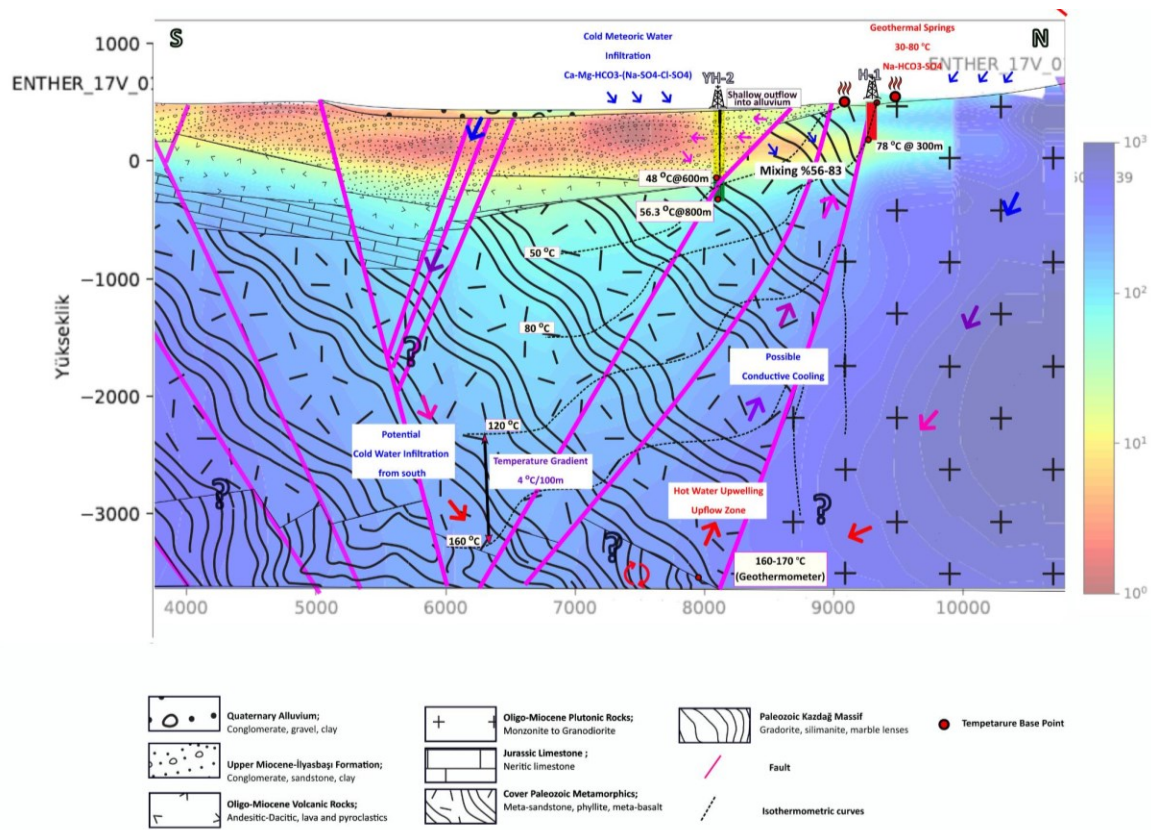 S
N
1000
0
−1000
−2000
−3000
Yükseklik
ENTHER_17V_0
Cold Meteoric Water
Infiltration
Ca-Mg-HCO3-(Na-SO4-Cl-SO4)
YH-2
Shallow outflow
into alluvium
H-1
Geothermal Springs
30-80 °C
Na-HCO3-SO4
ENTHER_17V_0
78 °C @ 300m
Mixing %56-83
48 °C@600m
56.3 °C@800m
50 °C
80 °C
120 °C
160 °C
?
Possible
Conductive Cooling
Potential
Cold Water Infiltration
from south
Temperature Gradient
4 °C/100m
Hot Water Upwelling
Upflow Zone
?
?
?
160-170 °C
(Geothermometer)
4000
5000
6000
7000
8000
9000
10000
39
10³
10²
10¹
10⁰
Quaternary Alluvium;
Conglomerate, gravel, clay
Upper Miocene-İlyasbaşı Formation;
Conglomerate, sandstone, clay
Oligo-Miocene Volcanic Rocks;
Andesitic-Dacitic, lava and pyroclastics
Oligo-Miocene Plutonic Rocks;
Monzonite to Granodiorite
Jurassic Limestone ;
Neritic limestone
Cover Paleozoic Metamorphics;
Meta-sandstone, phyllite, meta-basalt
Paleozoic Kazdağ Massif
Gradorite, silimanite, marble lenses
Fault
Isothermometric curves
Tempetarure Base Point